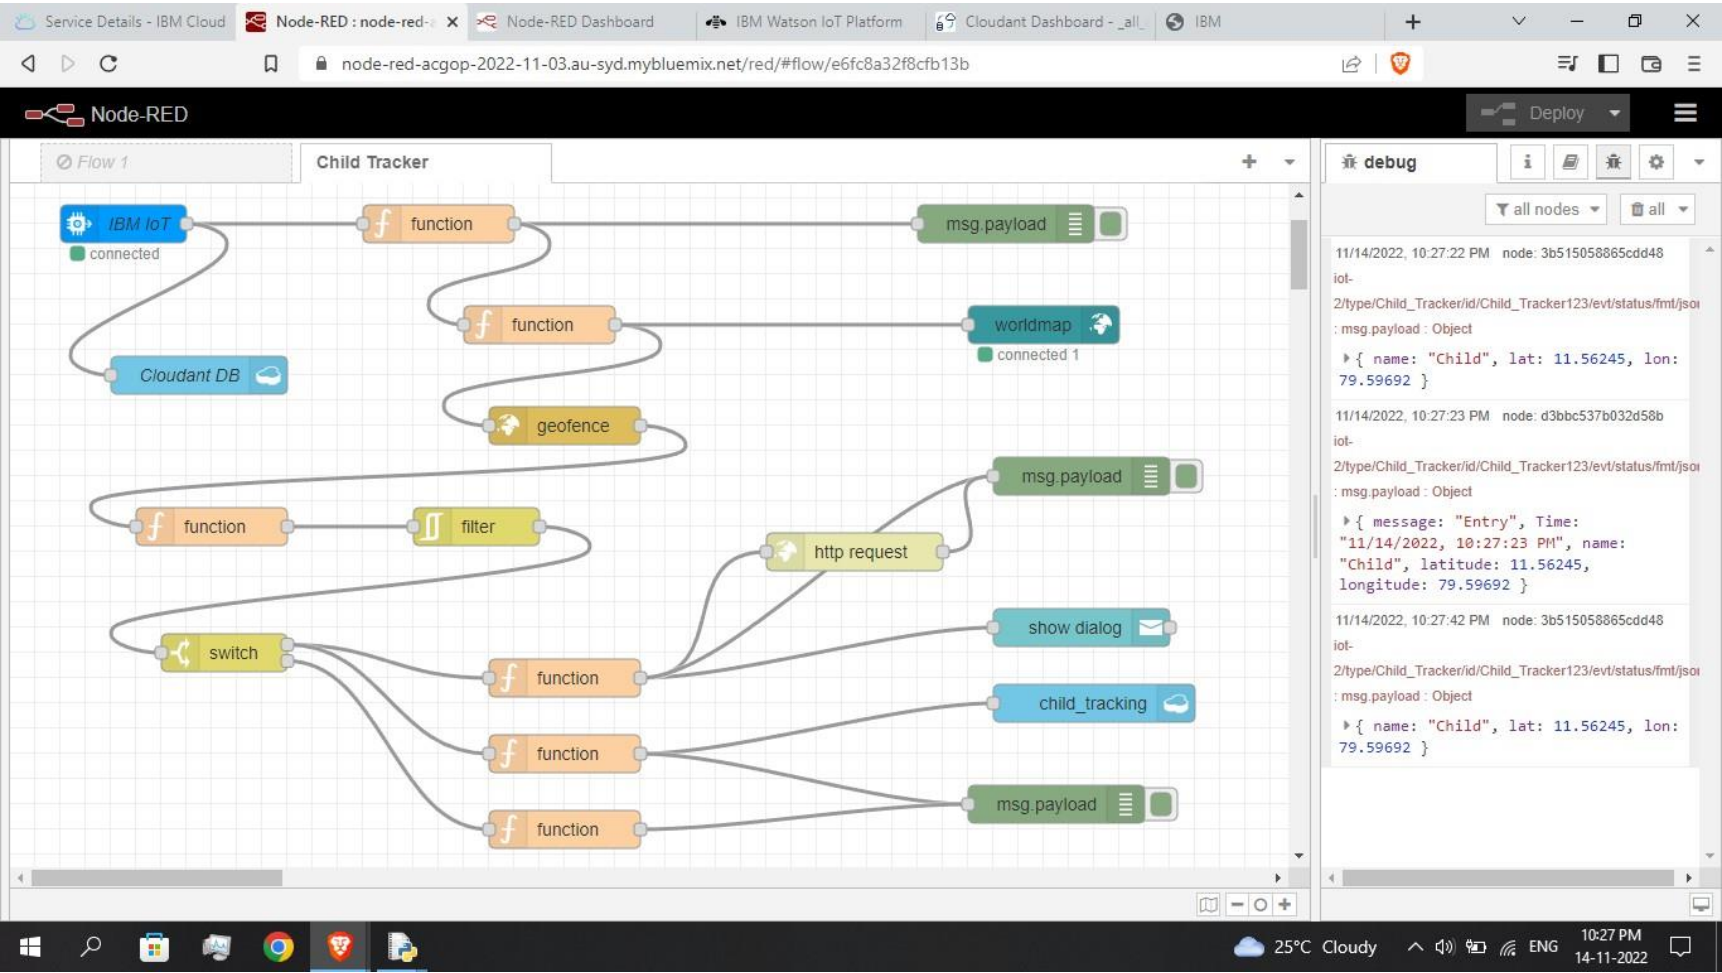 Service Details - IBM Cloud
Node-RED : node-red-a
Node-RED Dashboard
IBM Watson IoT Platform
Cloudant Dashboard - _all_
IBM
node-red-acgop-2022-11-03.au-syd.mybluemix.net/red/#flow/e6fc8a32f8cfb13b
Node-RED
Deploy
Flow 1
Child Tracker
debug
i
all nodes
all
IBM IoT
function
msg.payload
connected
function
worldmap
connected 1
Cloudant DB
geofence
msg.payload
function
filter
http request
show dialog
switch
function
child_tracking
function
msg.payload
function
11/14/2022, 10:27:22 PM node: 3b515058865cdd48
iot-
2/type/Child_Tracker/id/Child_Tracker123/evt/status/fmt/json
: msg.payload : Object
{ name: "Child", lat: 11.56245, lon:
79.59692 }
11/14/2022, 10:27:23 PM node: d3bbc537b032d58b
iot-
2/type/Child_Tracker/id/Child_Tracker123/evt/status/fmt/json
: msg.payload : Object
{ message: "Entry", Time:
"11/14/2022, 10:27:23 PM", name:
"Child", latitude: 11.56245,
longitude: 79.59692 }
11/14/2022, 10:27:42 PM node: 3b515058865cdd48
iot-
2/type/Child_Tracker/id/Child_Tracker123/evt/status/fmt/json
: msg.payload : Object
{ name: "Child", lat: 11.56245, lon:
79.59692 }
25°C Cloudy
ENG
10:27 PM
14-11-2022